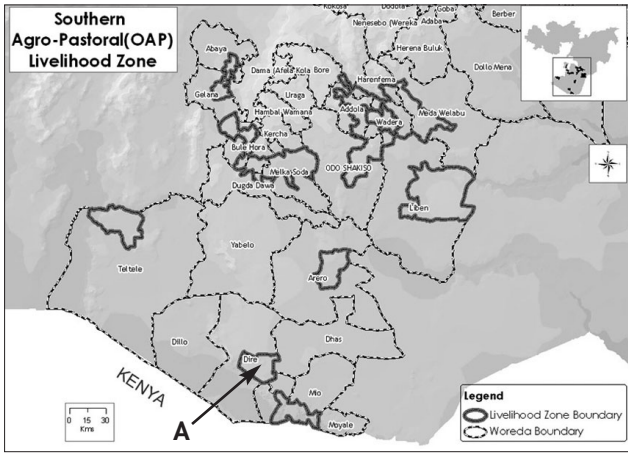 Southern
Agro-Pastoral(OAP)
Livelihood Zone
Kokosa
Dodola
Goba
Nenesebo (Wereka
Adaba
Berber
Abaya
Herena Buluk
Dama (Afela Kola
Bore
Dollo Mena
Harenfema
Gelana
Uraga
Addola
Hambal Wamana
Meda Welabu
Wadera
Kercha
Bule Hora
Melka Soda
ODO SHAKISO
Dugda Dawa
Liben
Yabelo
Teltele
Arero
Dillo
Dhas
Dire
KENYA
Mio
A
Moyale
0 15 30
Kms
Legend
Livelihood Zone Boundary
Woreda Boundary